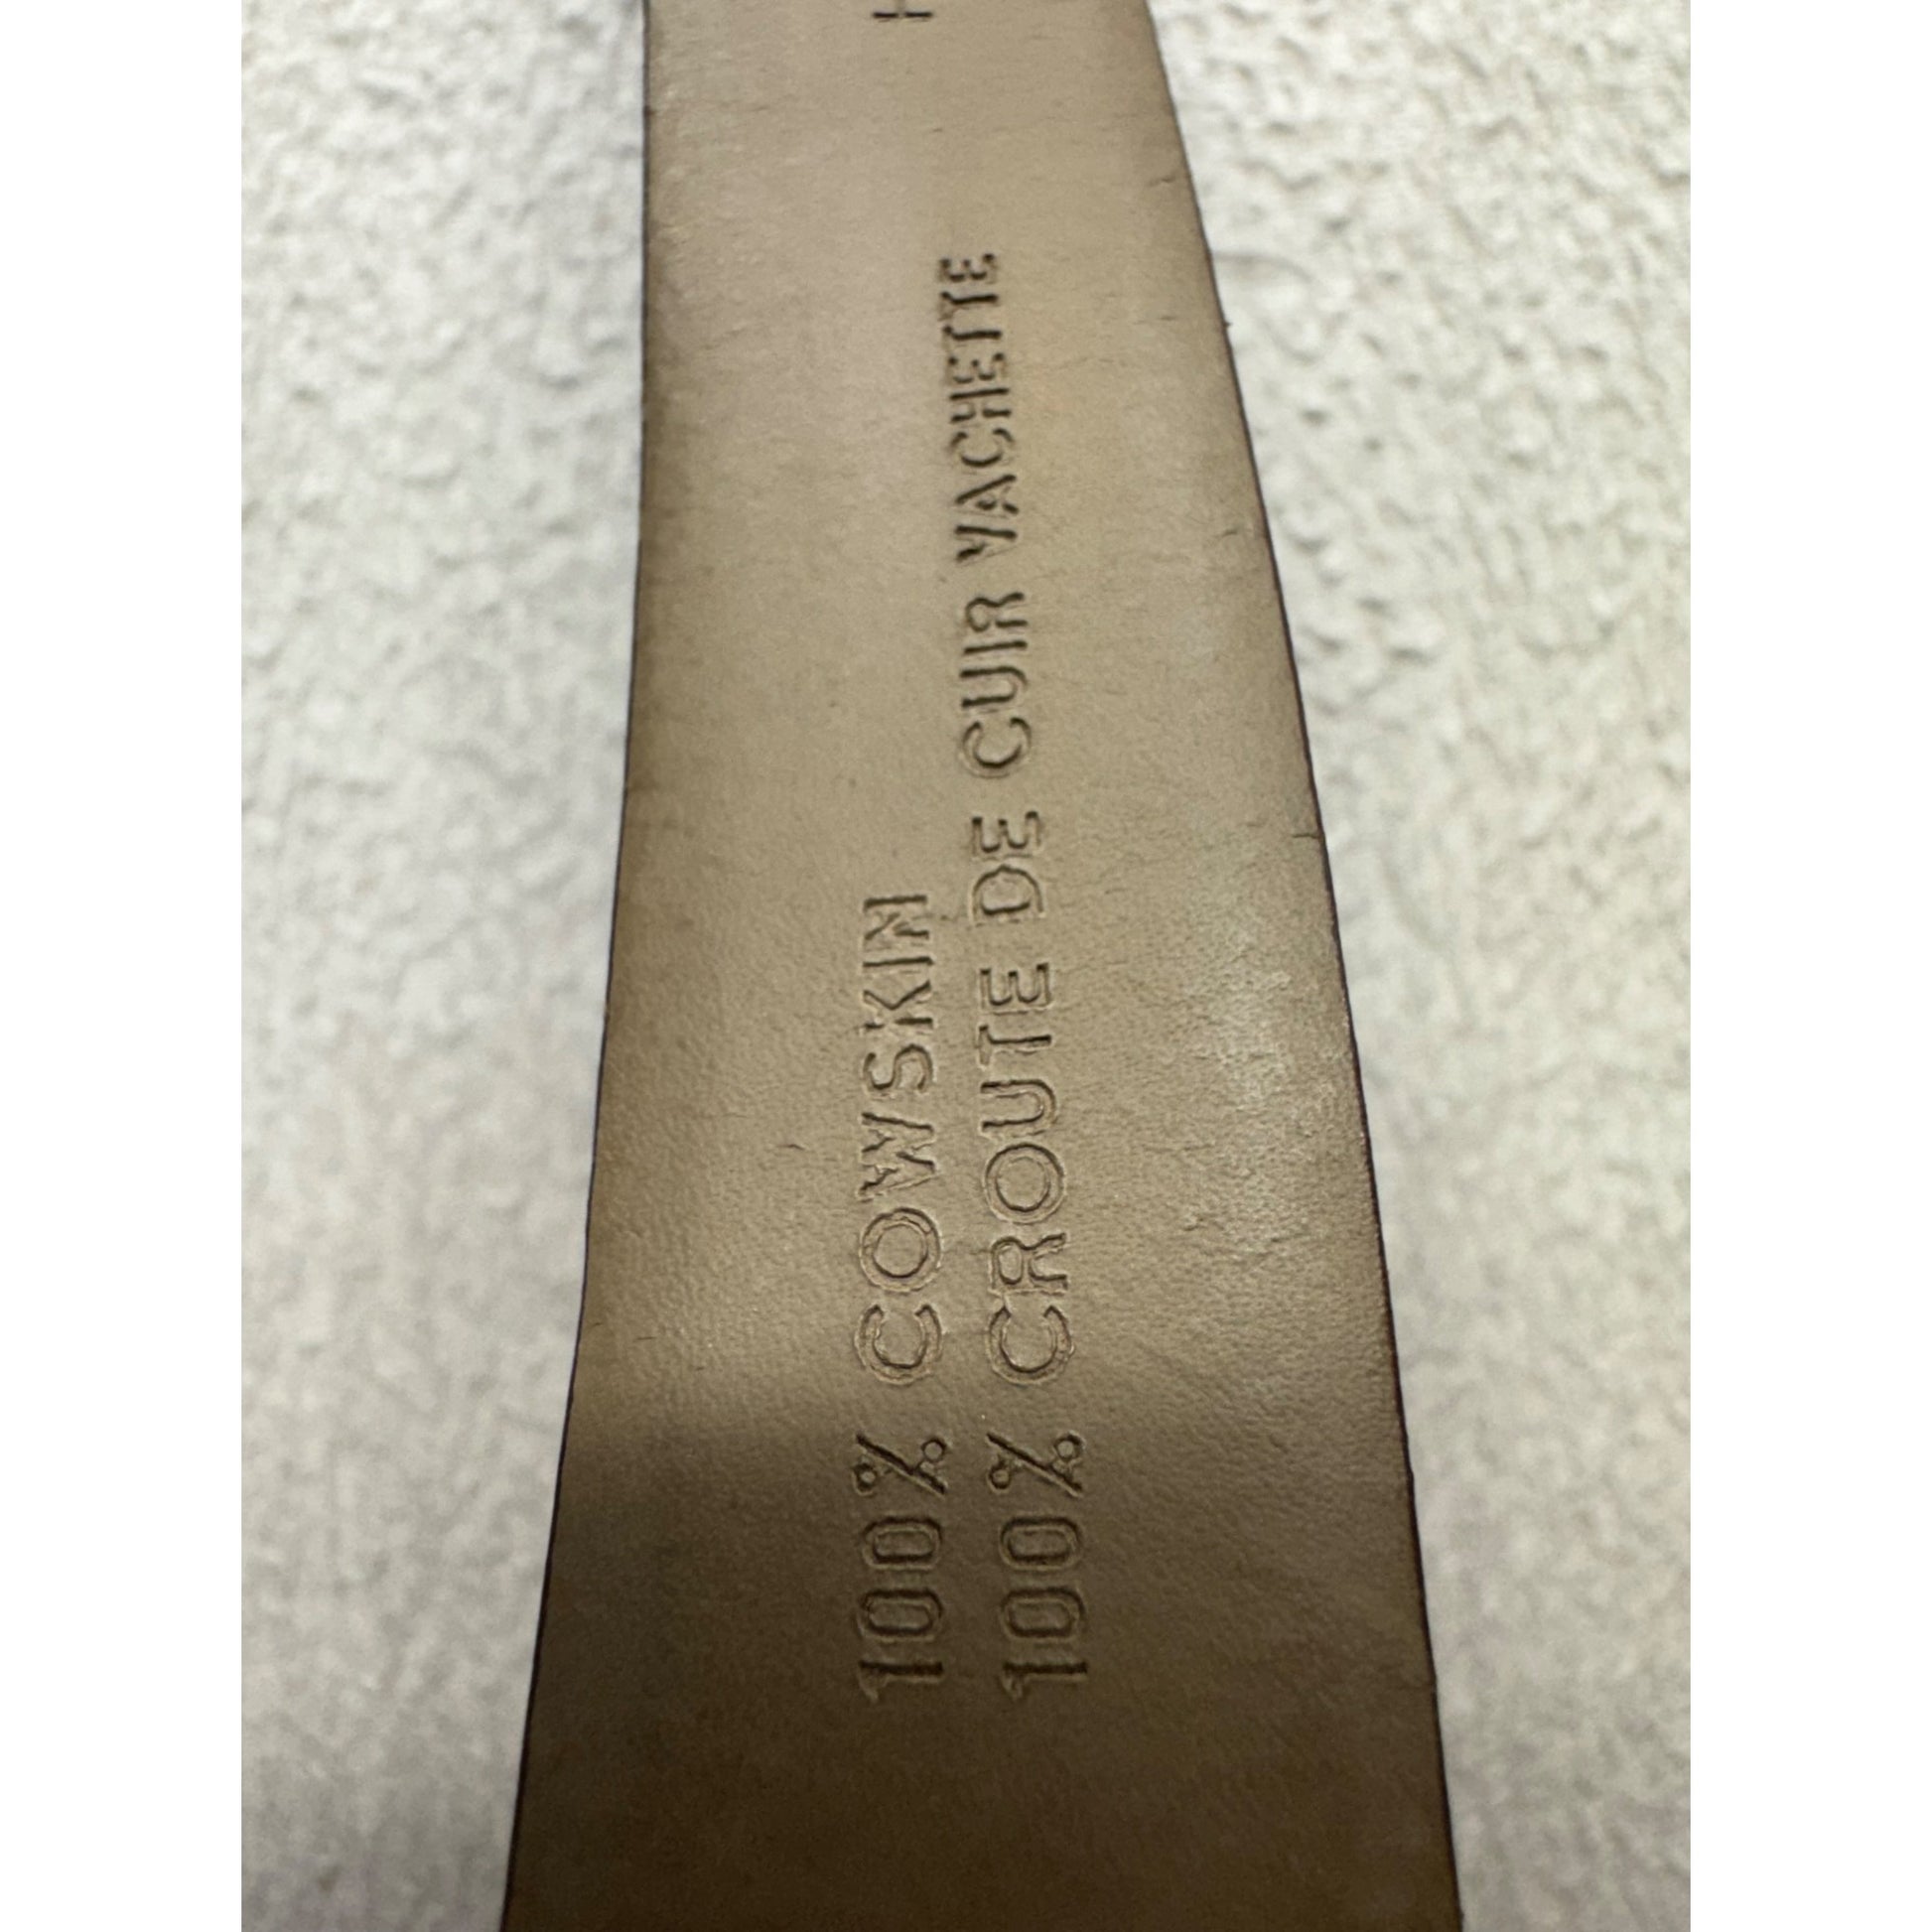 100% COWSKIN
100% CROUTE DE CUIR VACHETTE